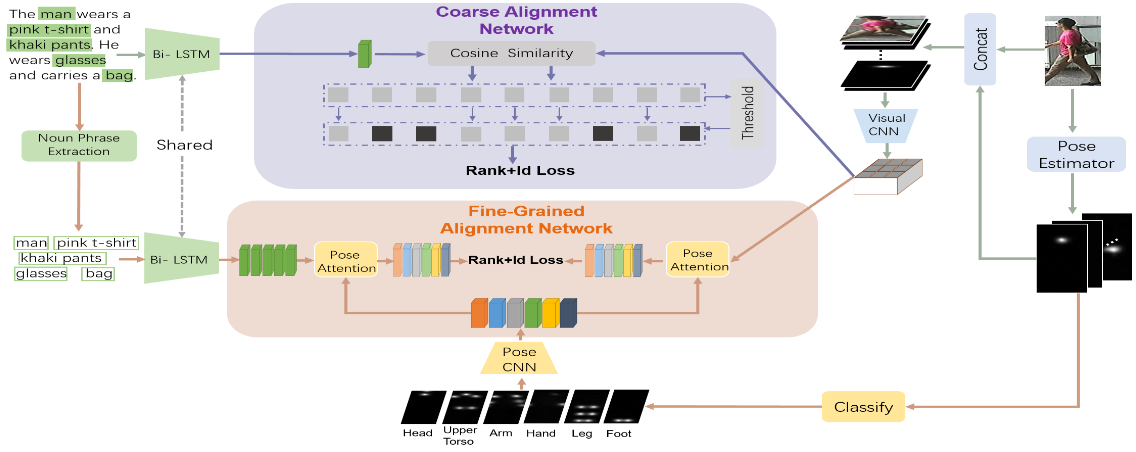 The man wears a
pink t-shirt and
khaki pants. He
wears glasses
and carries a bag.
Bi- LSTM
Noun Phrase
Extraction
Shared
man pink t-shirt
khaki pants
glasses bag
Bi- LSTM
Coarse Alignment
Network
Cosine Similarity
Threshold
Rank+Id Loss
Fine-Grained
Alignment Network
Pose
Attention
Rank+Id Loss
Pose
Attention
Pose
CNN
Head
Upper
Torso
Arm
Hand
Leg
Foot
Classify
Concat
Visual
CNN
Pose
Estimator